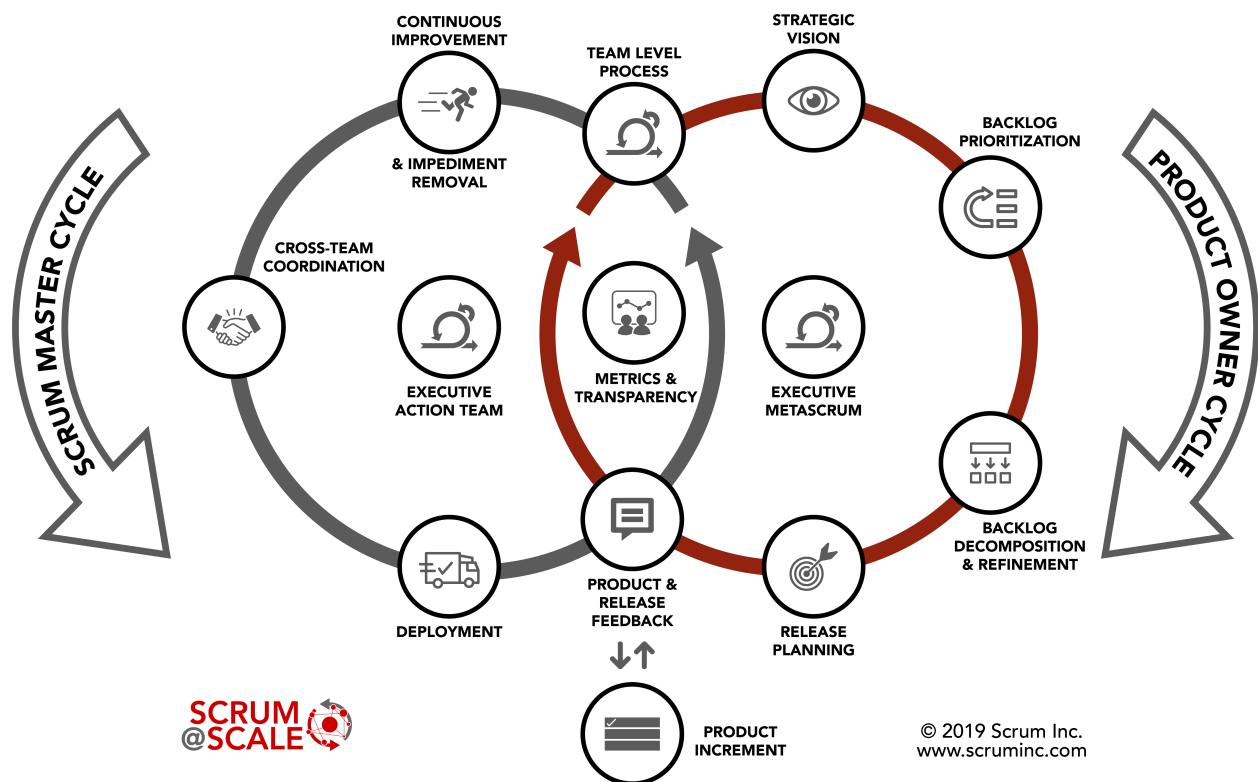 CONTINUOUS
IMPROVEMENT
& IMPEDIMENT
REMOVAL
TEAM LEVEL
PROCESS
STRATEGIC
VISION
BACKLOG
PRIORITIZATION
SCRUM MASTER CYCLE
PRODUCT OWNER CYCLE
CROSS-TEAM
COORDINATION
EXECUTIVE
ACTION TEAM
METRICS &
TRANSPARENCY
EXECUTIVE
METASCRUM
BACKLOG
DECOMPOSITION
& REFINEMENT
DEPLOYMENT
PRODUCT &
RELEASE
FEEDBACK
RELEASE
PLANNING
PRODUCT
INCREMENT
SCRUM
@SCALE
© 2019 Scrum Inc.
www.scruminc.com